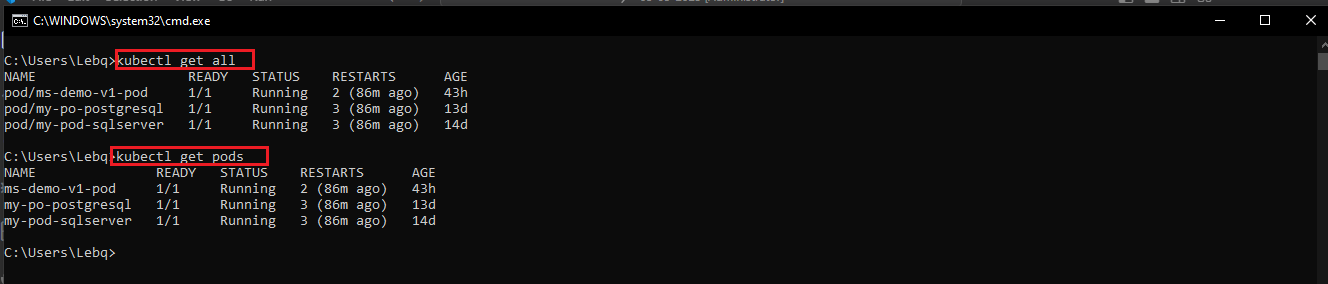 C:\WINDOWS\system32\cmd.exe
C:\Users\Lebq>kubectl get all
NAME                   READY   STATUS    RESTARTS      AGE
pod/ms-demo-v1-pod     1/1     Running   2 (86m ago)   43h
pod/my-po-postgresql   1/1     Running   3 (86m ago)   13d
pod/my-pod-sqlserver   1/1     Running   3 (86m ago)   14d
C:\Users\Lebq>kubectl get pods
NAME               READY   STATUS    RESTARTS      AGE
ms-demo-v1-pod     1/1     Running   2 (86m ago)   43h
my-po-postgresql   1/1     Running   3 (86m ago)   13d
my-pod-sqlserver   1/1     Running   3 (86m ago)   14d
C:\Users\Lebq>